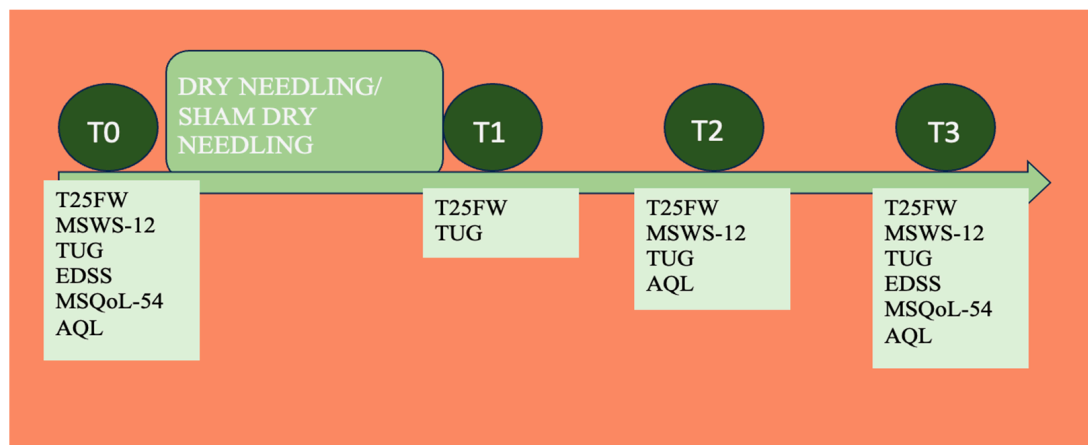 DRY NEEDLING/
SHAM DRY
NEEDLING
T0
T1
T2
T3
T25FW
MSWS-12
TUG
EDSS
MSQoL-54
AQL
T25FW
TUG
T25FW
MSWS-12
TUG
AQL
T25FW
MSWS-12
TUG
EDSS
MSQoL-54
AQL